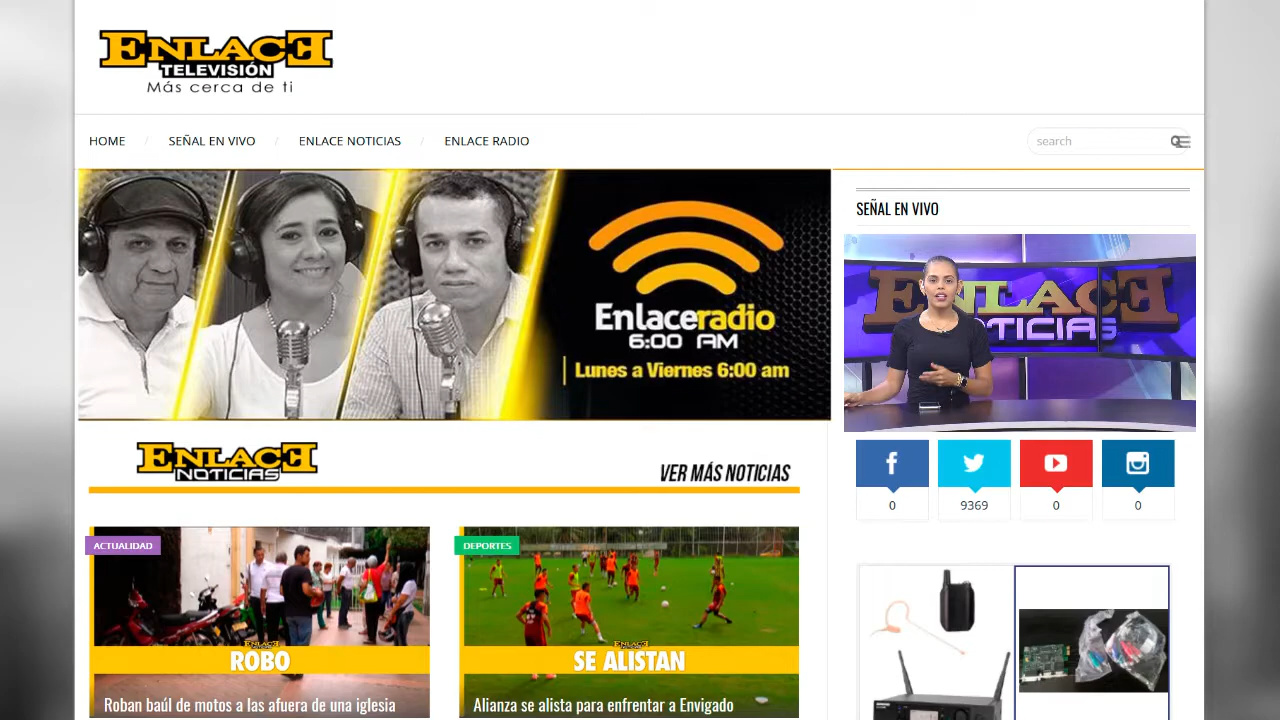 ENLACE
TELEVISIÓN
Más cerca de ti
HOME / SEÑAL EN VIVO / ENLACE NOTICIAS / ENLACE RADIO
search
Enlaceradio
6:00 AM
Lunes a Viernes 6:00 am
SEÑAL EN VIVO
ENLACE
NOTICIAS
0
9369
0
0
ENLACE
NOTICIAS
VER MÁS NOTICIAS
ACTUALIDAD
ENLACE
ROBO
Roban baúl de motos a las afuera de una iglesia
DEPORTES
ENLACE
SE ALISTAN
Alianza se alista para enfrentar a Envigado